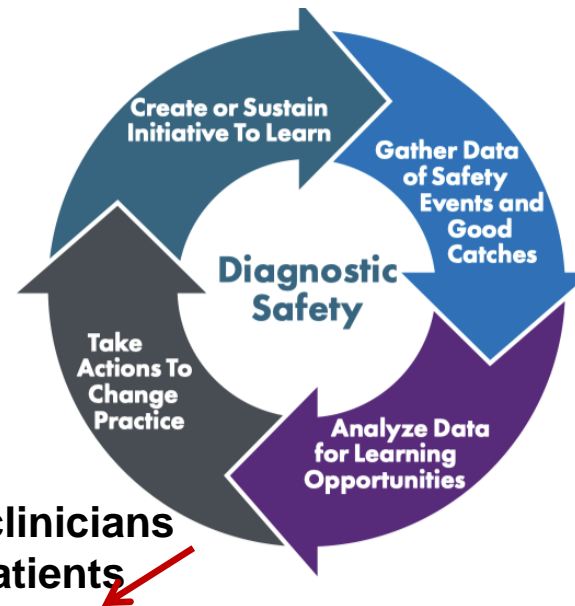 Create or Sustain
Initiative To Learn
Gather Data
of Safety
Events and
Good
Catches
Diagnostic
Safety
Take
Actions To
Change
Practice
Analyze Data
for Learning
Opportunities
clinicians
atients